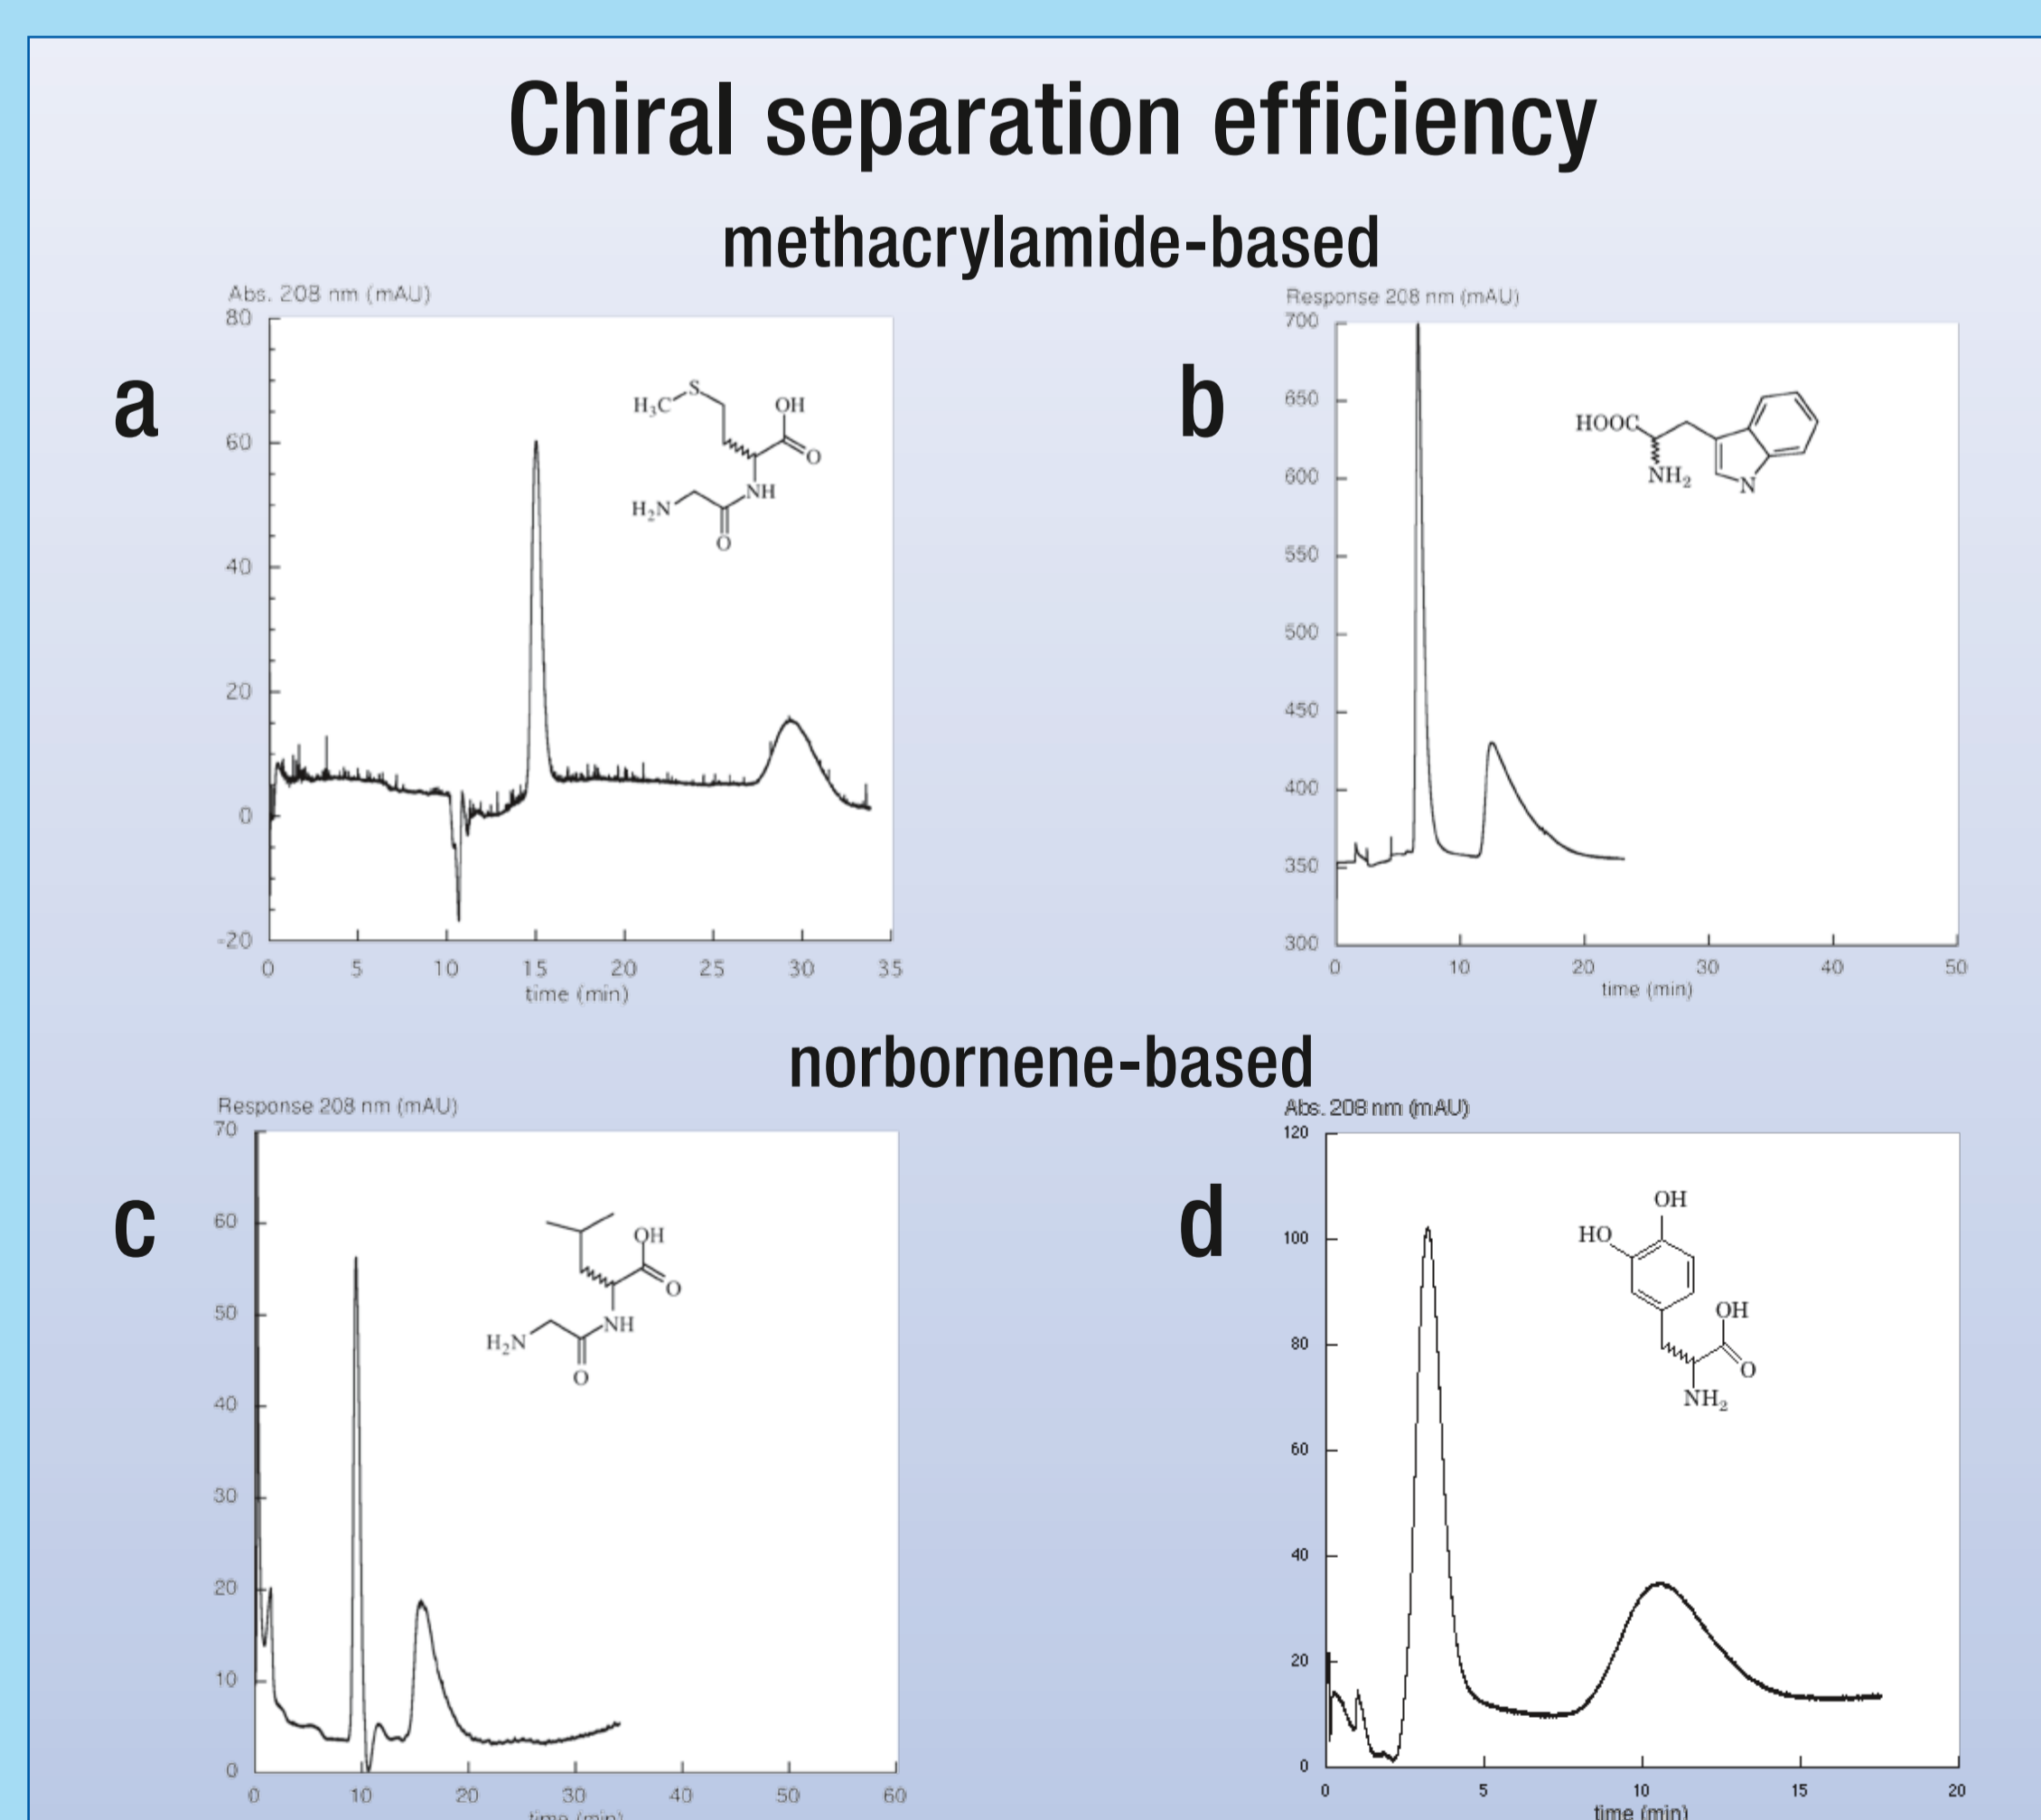 Chiral separation efficiency
methacrylamide-based
a
Abs. 208 nm (mAU)
80
60
40
20
0
-20
0 5 10 15 20 25 30 35
time (min)
H₃C S OH O NH H₂N O
b
Response 208 nm (mAU)
700
650
600
550
500
450
400
350
300
0 10 20 30 40 50
time (min)
HOOC NH₂ N
norbornene-based
c
Response 208 nm (mAU)
70
60
50
40
30
20
10
0
0 10 20 30 40 50 60
time (min)
OH O NH H₂N O
d
Abs. 208 nm (mAU)
120
100
80
60
40
20
0
0 5 10 15 20
time (min)
OH HO OH O NH₂